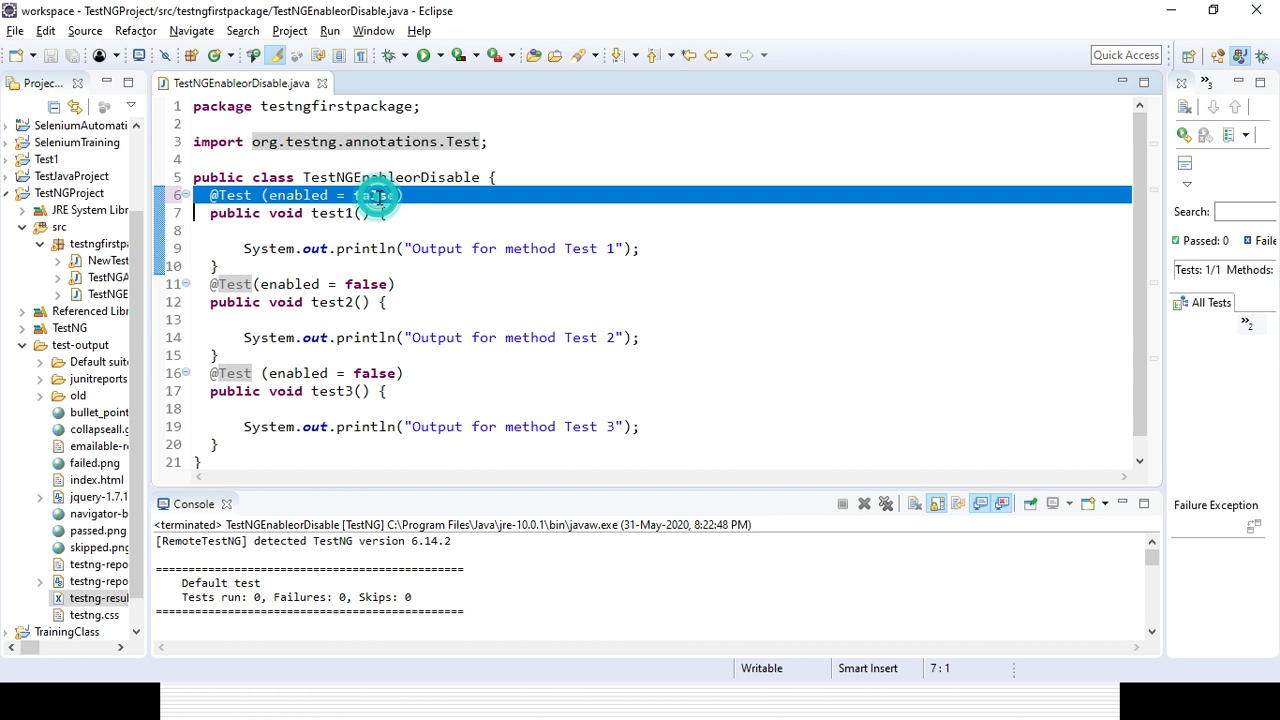 workspace - TestNGProject/src/testngfirstpackage/TestNGEnableorDisable.java - Eclipse
File Edit Source Refactor Navigate Search Project Run Window Help
Quick Access
Projec...
SeleniumAutomati
SeleniumTraining
Test1
TestJavaProject
TestNGProject
JRE System Libr
src
testngfirstp
NewTest
TestNGA
TestNGE
Referenced Libr
TestNG
test-output
Default suite
junitreports
old
bullet_point
collapseall.g
emailable-r
failed.png
index.html
jquery-1.7.1
navigator-b
passed.png
skipped.png
testng-repo
testng-repo
testng-resul
testng.css
TrainingClass
TestNGEnableorDisable.java
1 package testngfirstpackage;
2
3 import org.testng.annotations.Test;
4
5 public class TestNGEnableorDisable {
6 @Test (enabled = false)
7 public void test1() {
8
9 System.out.println("Output for method Test 1");
10 }
11 @Test(enabled = false)
12 public void test2() {
13
14 System.out.println("Output for method Test 2");
15 }
16 @Test (enabled = false)
17 public void test3() {
18
19 System.out.println("Output for method Test 3");
20 }
21 }
Console
<terminated> TestNGEnableorDisable [TestNG] C:\Program Files\Java\jre-10.0.1\bin\javaw.exe (31-May-2020, 8:22:48 PM)
[RemoteTestNG] detected TestNG version 6.14.2
===============================================
Default test
Tests run: 0, Failures: 0, Skips: 0
===============================================
3
Search:
Passed: 0 Faile
Tests: 1/1 Methods:
All Tests
2
Failure Exception
Writable Smart Insert 7 : 1